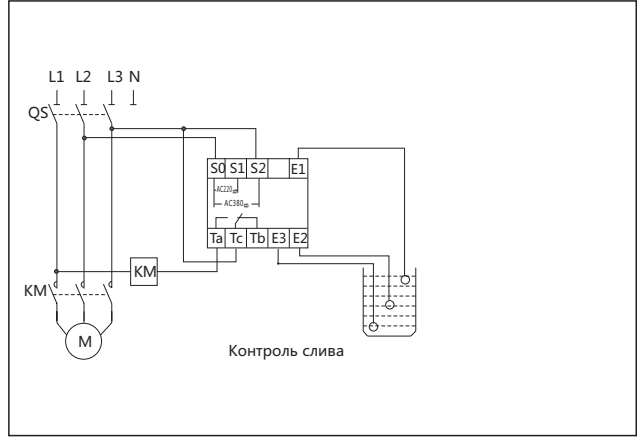 L1 L2 L3 N
QS
S0 S1 S2 E1
AC220
AC380
Ta Tc Tb E3 E2
KM
KM
M
Контроль слива